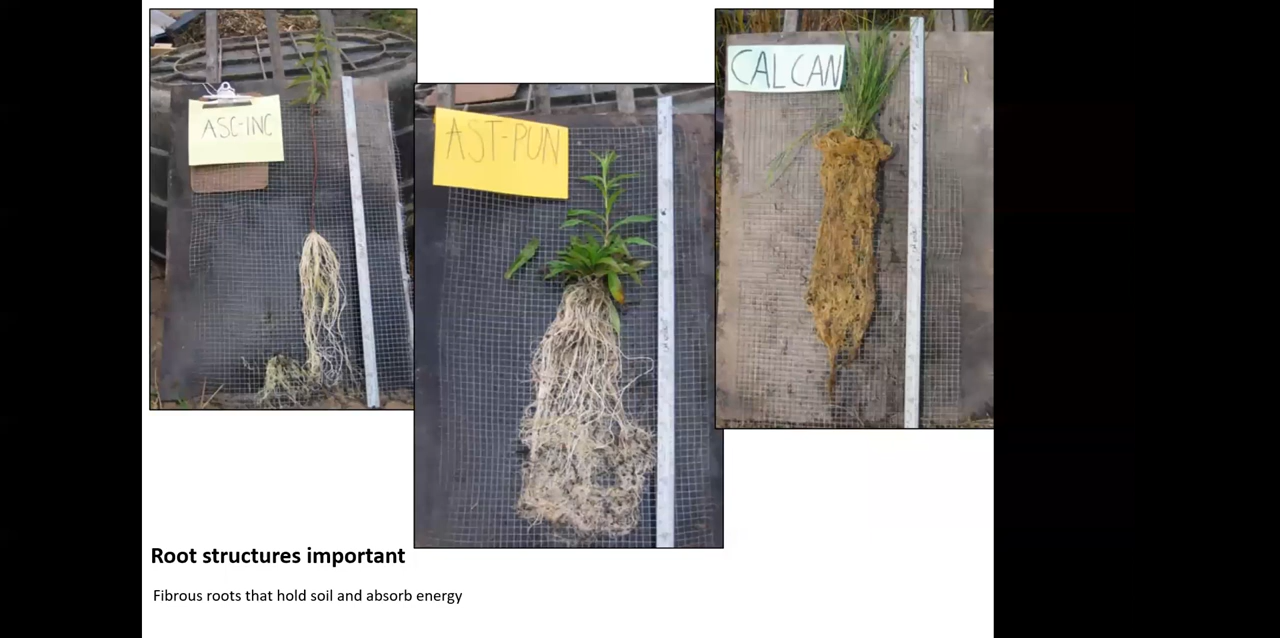 ASC-INC
AST-PUN
CALCAN
Root structures important
Fibrous roots that hold soil and absorb energy